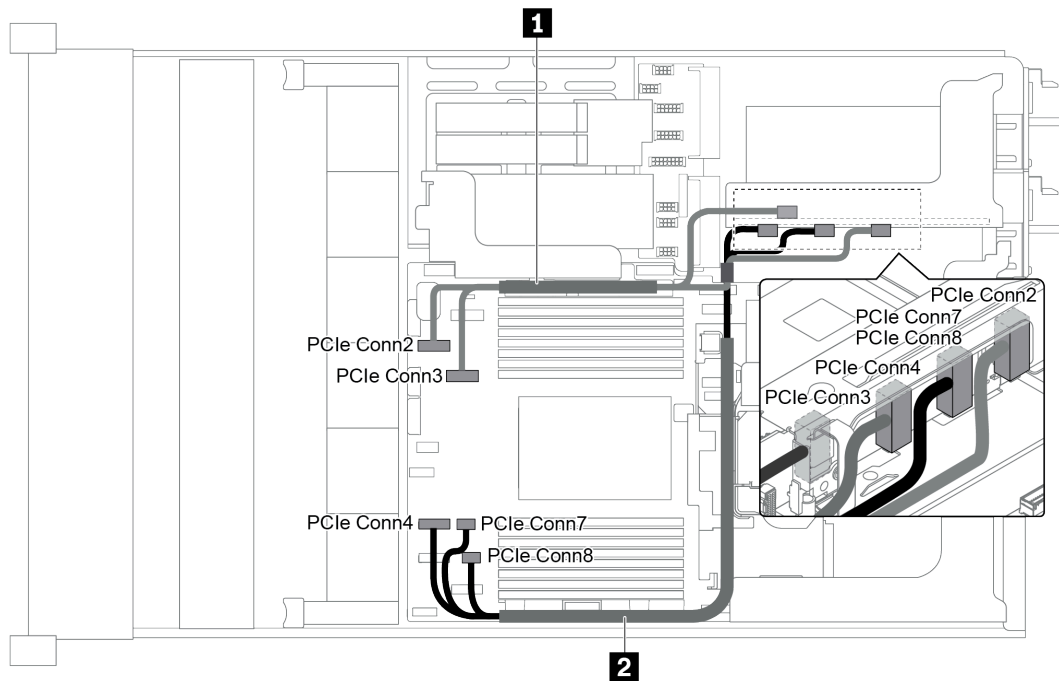 1
PCIe Conn2
PCIe Conn7
PCIe Conn8
PCIe Conn4
PCIe Conn3
PCIe Conn2
PCIe Conn3
PCIe Conn4
PCIe Conn7
PCIe Conn8
2